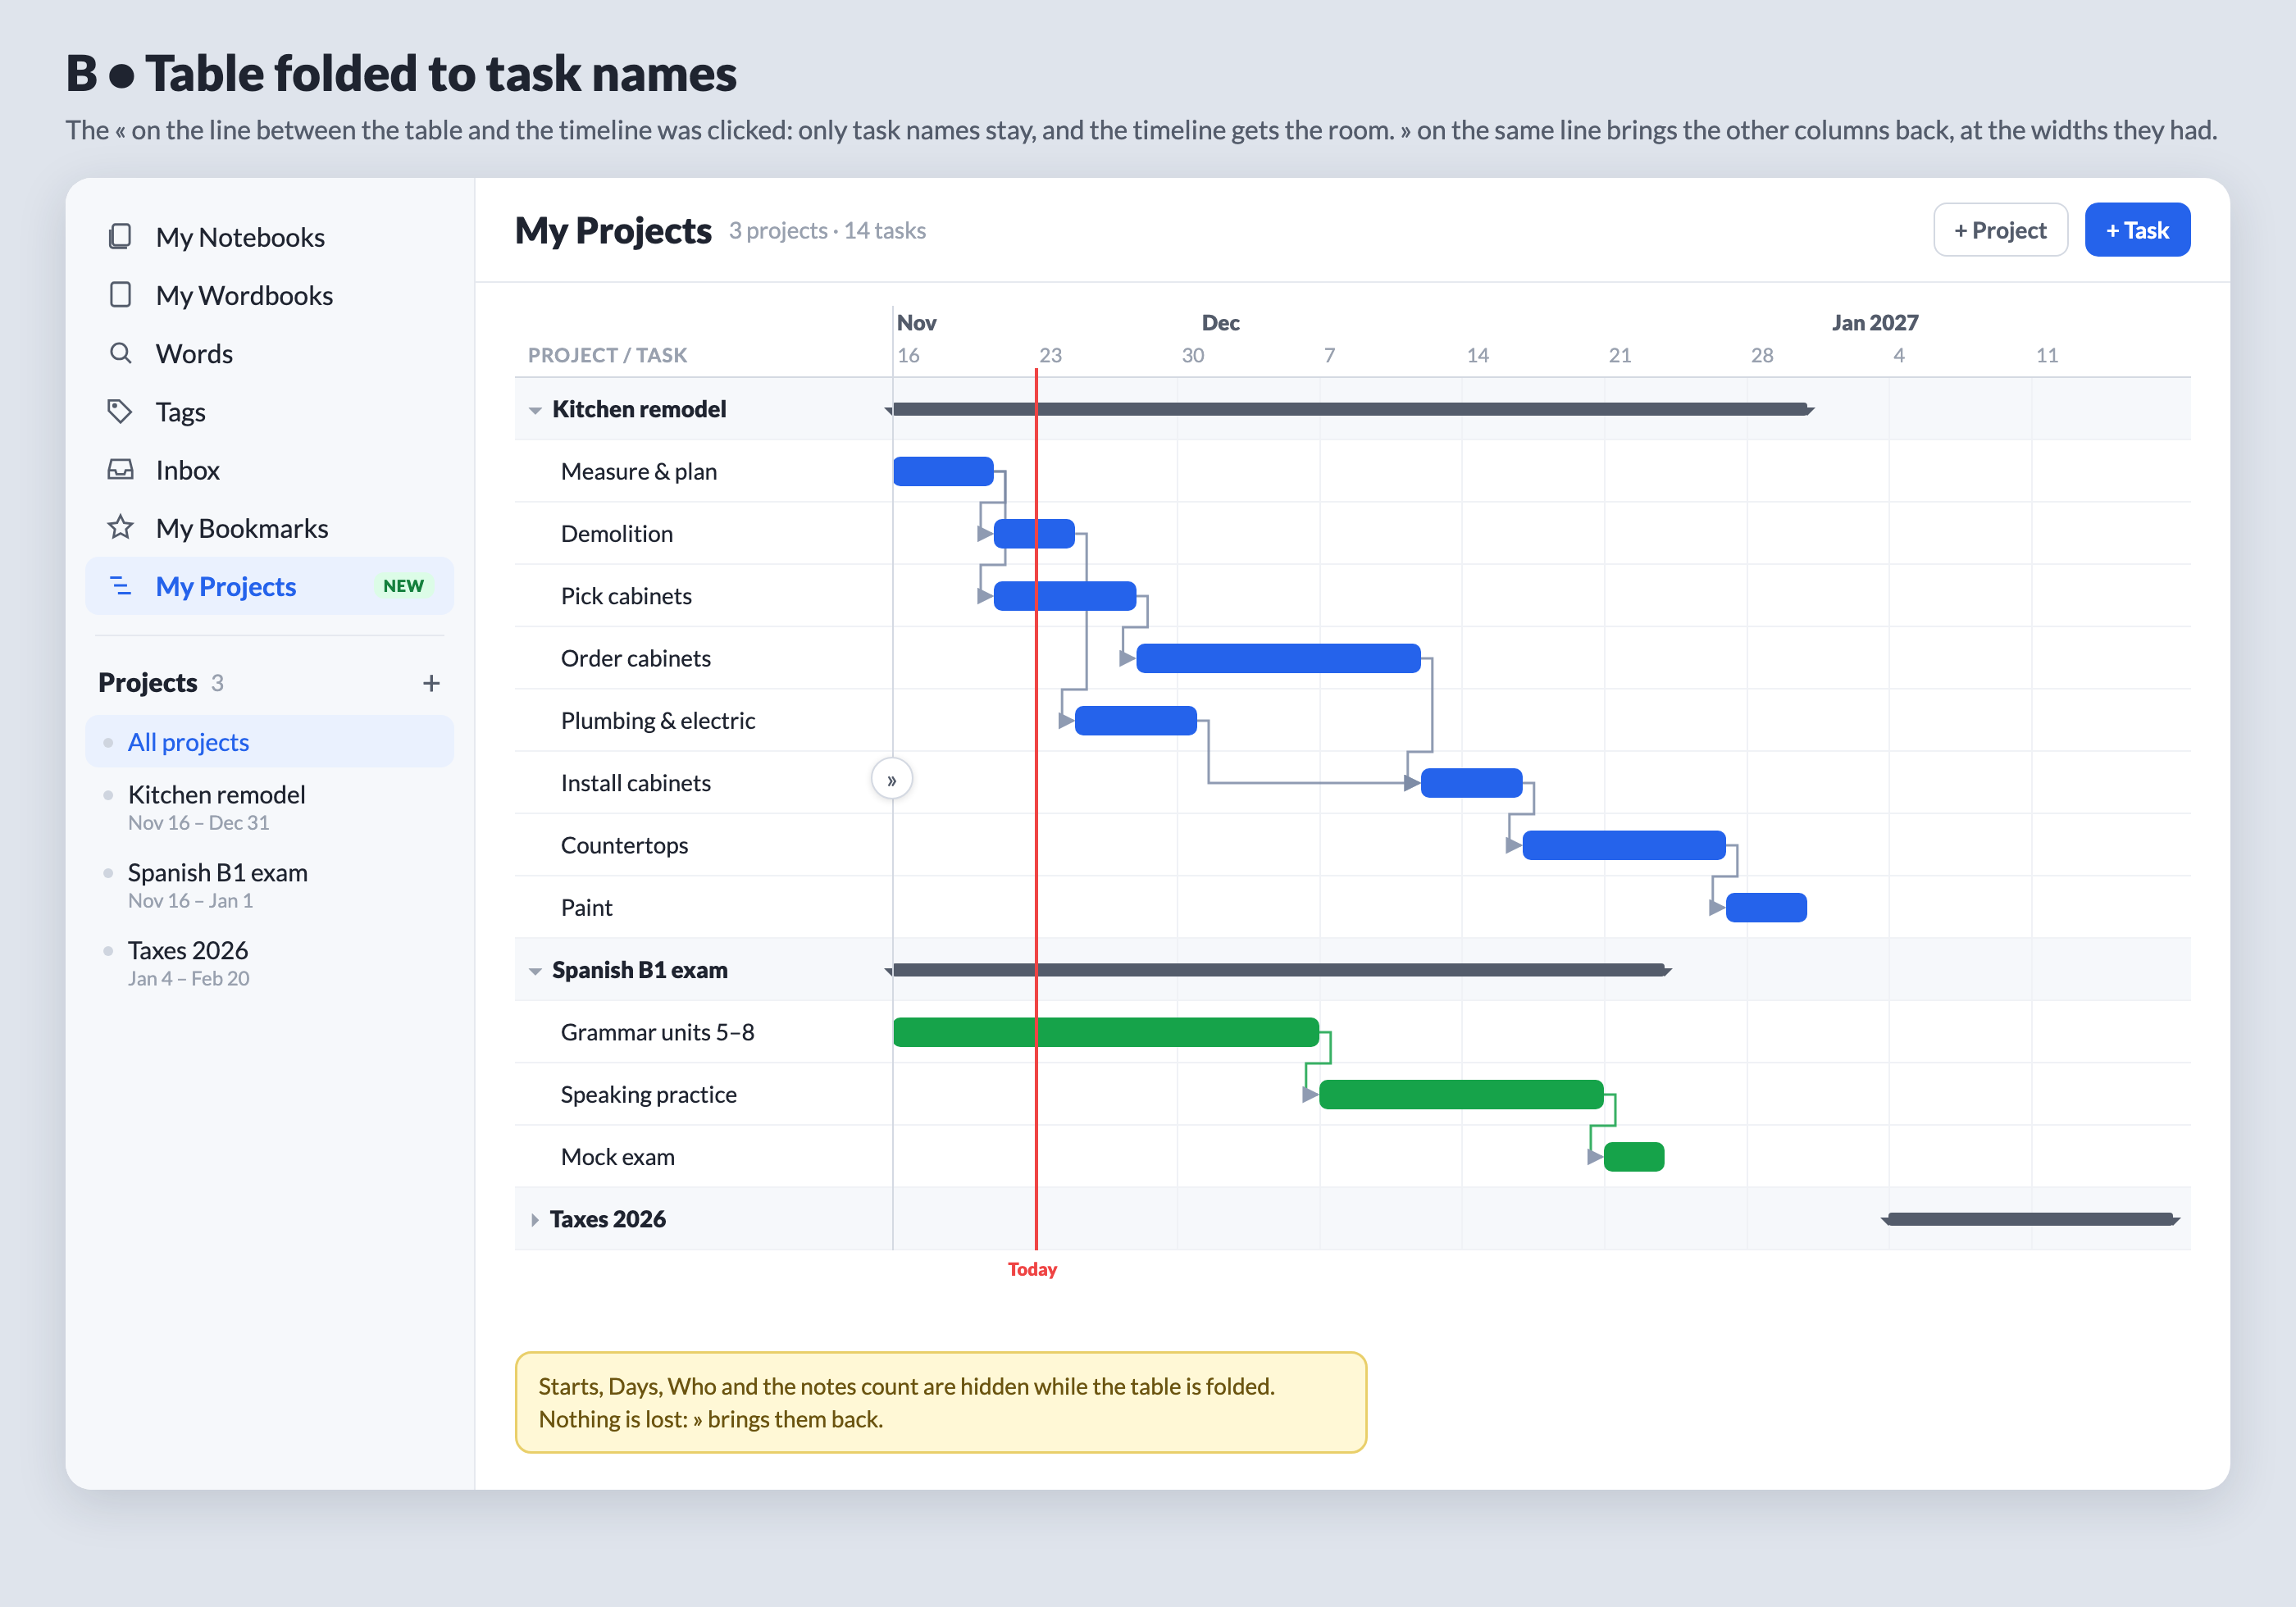 B ● Table folded to task names
The « on the line between the table and the timeline was clicked: only task names stay, and the timeline gets the room. » on the same line brings the other columns back, at the widths they had.
My Notebooks
My Wordbooks
Words
Tags
Inbox
My Bookmarks
My Projects NEW
Projects 3 +
All projects
Kitchen remodel
Nov 16 – Dec 31
Spanish B1 exam
Nov 16 – Jan 1
Taxes 2026
Jan 4 – Feb 20
My Projects 3 projects · 14 tasks + Project + Task
Nov Dec Jan 2027
PROJECT / TASK 16 23 30 7 14 21 28 4 11
Kitchen remodel
Measure & plan
Demolition
Pick cabinets
Order cabinets
Plumbing & electric
Install cabinets »
Countertops
Paint
Spanish B1 exam
Grammar units 5–8
Speaking practice
Mock exam
Taxes 2026
Today
Starts, Days, Who and the notes count are hidden while the table is folded.
Nothing is lost: » brings them back.